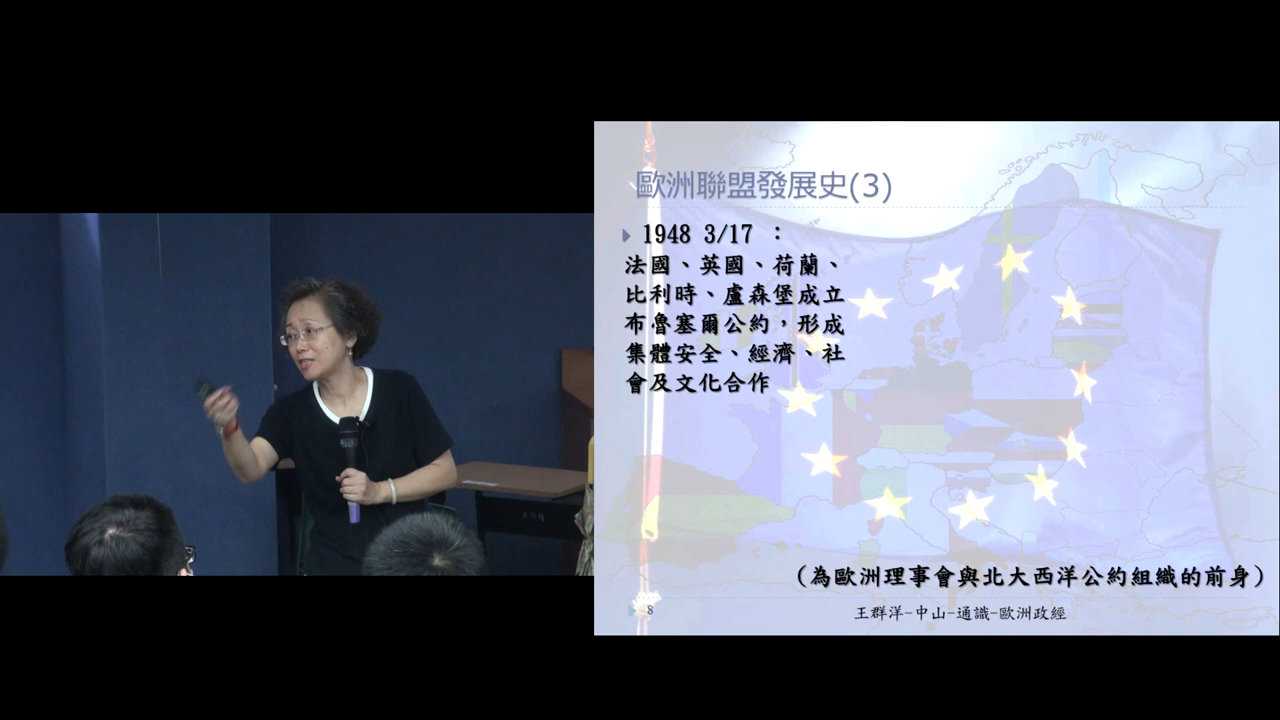 歐洲聯盟發展史(3)
1948 3/17 ：
法國、英國、荷蘭、
比利時、盧森堡成立
布魯塞爾公約，形成
集體安全、經濟、社
會及文化合作
(為歐洲理事會與北大西洋公約組織的前身)
8
王群洋-中山-通識-歐洲政經